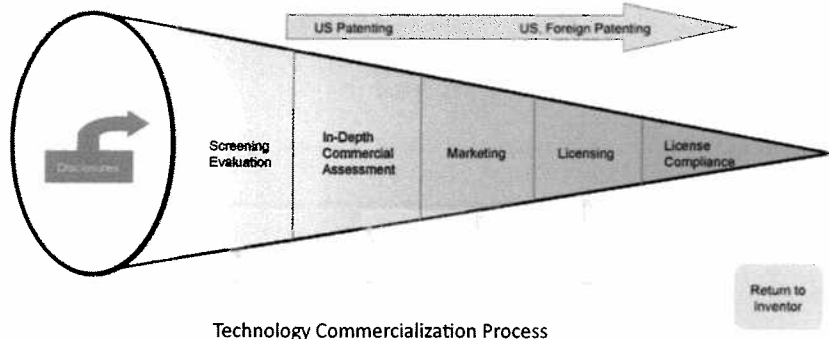 US Patenting US, Foreign Patenting
Disclosures
Screening
Evaluation
In-Depth
Commercial
Assessment
Marketing
Licensing
License
Compliance
Return to
Inventor
Technology Commercialization Process